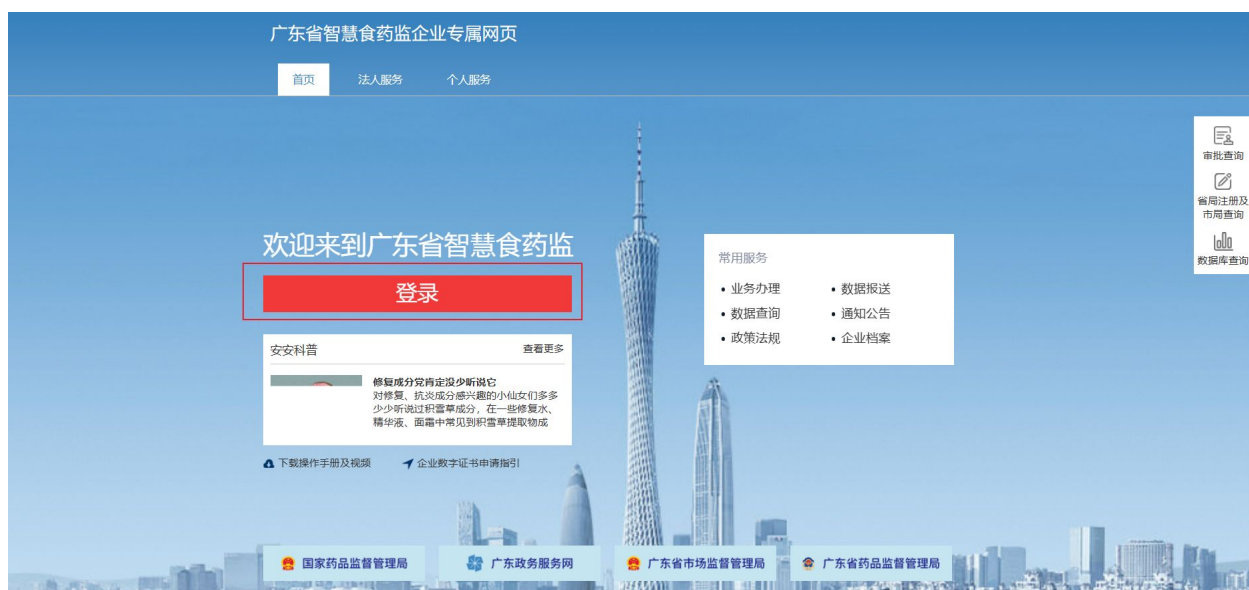 广东省智慧食药监企业专属网页
首页 法人服务 个人服务
审批查询
省局注册及
市局查询
数据库查询
欢迎来到广东省智慧食药监
登录
常用服务
• 业务办理 • 数据报送
• 数据查询 • 通知公告
• 政策法规 • 企业档案
安安科普 查看更多
修复成分党肯定没少听说它
对修复、抗炎成分感兴趣的小仙女们多多
少少听说过积雪草成分，在一些修复水、
精华液、面霜中常见到积雪草提取物成
下载操作手册及视频 企业数字证书申请指引
国家药品监督管理局 广东政务服务网 广东省市场监督管理局 广东省药品监督管理局